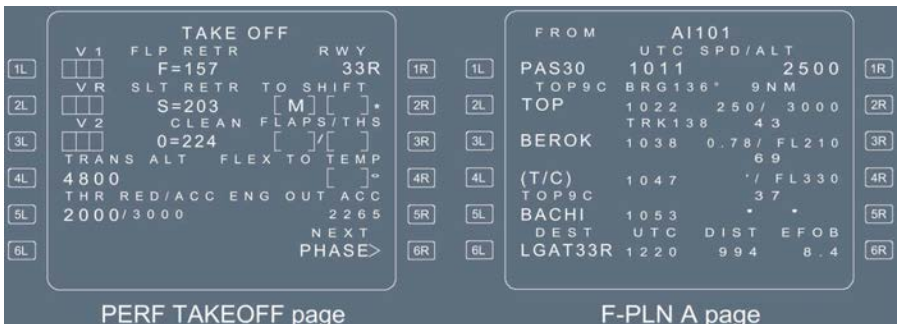 TAKE OFF
V1 FLP RETR RWY
1L F=157 33R 1R
VR SLT RETR TO SHIFT
2L S=203 [M][ ]* 2R
V2 CLEAN FLAPS/THS
3L 0=224 [ ]/[ ] 3R
TRANS ALT FLEX TO TEMP
4L 4800 [ ]° 4R
THR RED/ACC ENG OUT ACC
5L 2000/3000 2265 5R
NEXT
6L PHASE> 6R
PERF TAKEOFF page
FROM AI101
UTC SPD/ALT
1L PAS30 1011 2500 1R
TOP9C BRG136° 9NM
2L TOP 1022 250/ 3000 2R
TRK138 43
3L BEROK 1038 0.78/ FL210 3R
69
4L (T/C) 1047 "/ FL330 4R
TOP9C 37
5L BACHI 1053 " " 5R
DEST UTC DIST EFOB
6L LGAT33R 1220 994 8.4 6R
F-PLN A page